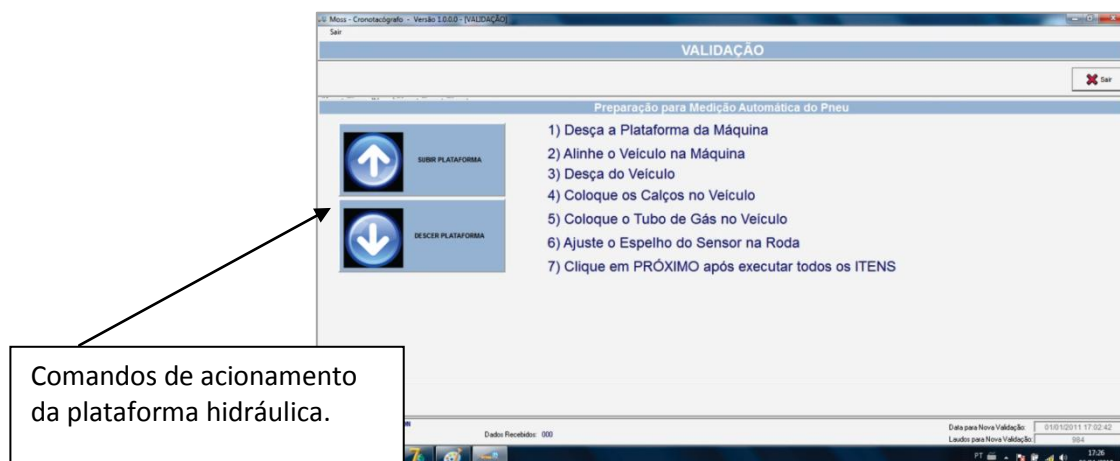 Moss - Cronotacógrafo - Versão 1.0.0.0 - [VALIDAÇÃO]
Sair
VALIDAÇÃO
Sair
Preparação para Medição Automática do Pneu
SUBIR PLATAFORMA
DESCER PLATAFORMA
1) Desça a Plataforma da Máquina
2) Alinhe o Veiculo na Máquina
3) Desça do Veículo
4) Coloque os Calços no Veículo
5) Coloque o Tubo de Gás no Veículo
6) Ajuste o Espelho do Sensor na Roda
7) Clique em PRÓXIMO após executar todos os ITENS
Comandos de acionamento
da plataforma hidráulica.
Dados Recebidos: 000
Data para Nova Validação: 01/01/2011 17:02:42
Laudos para Nova Validação: 984
PT
17:26